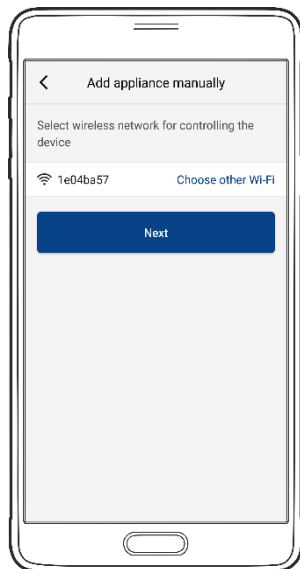 Add appliance manually
Select wireless network for controlling the
device
1e04ba57 Choose other Wi-Fi
Next